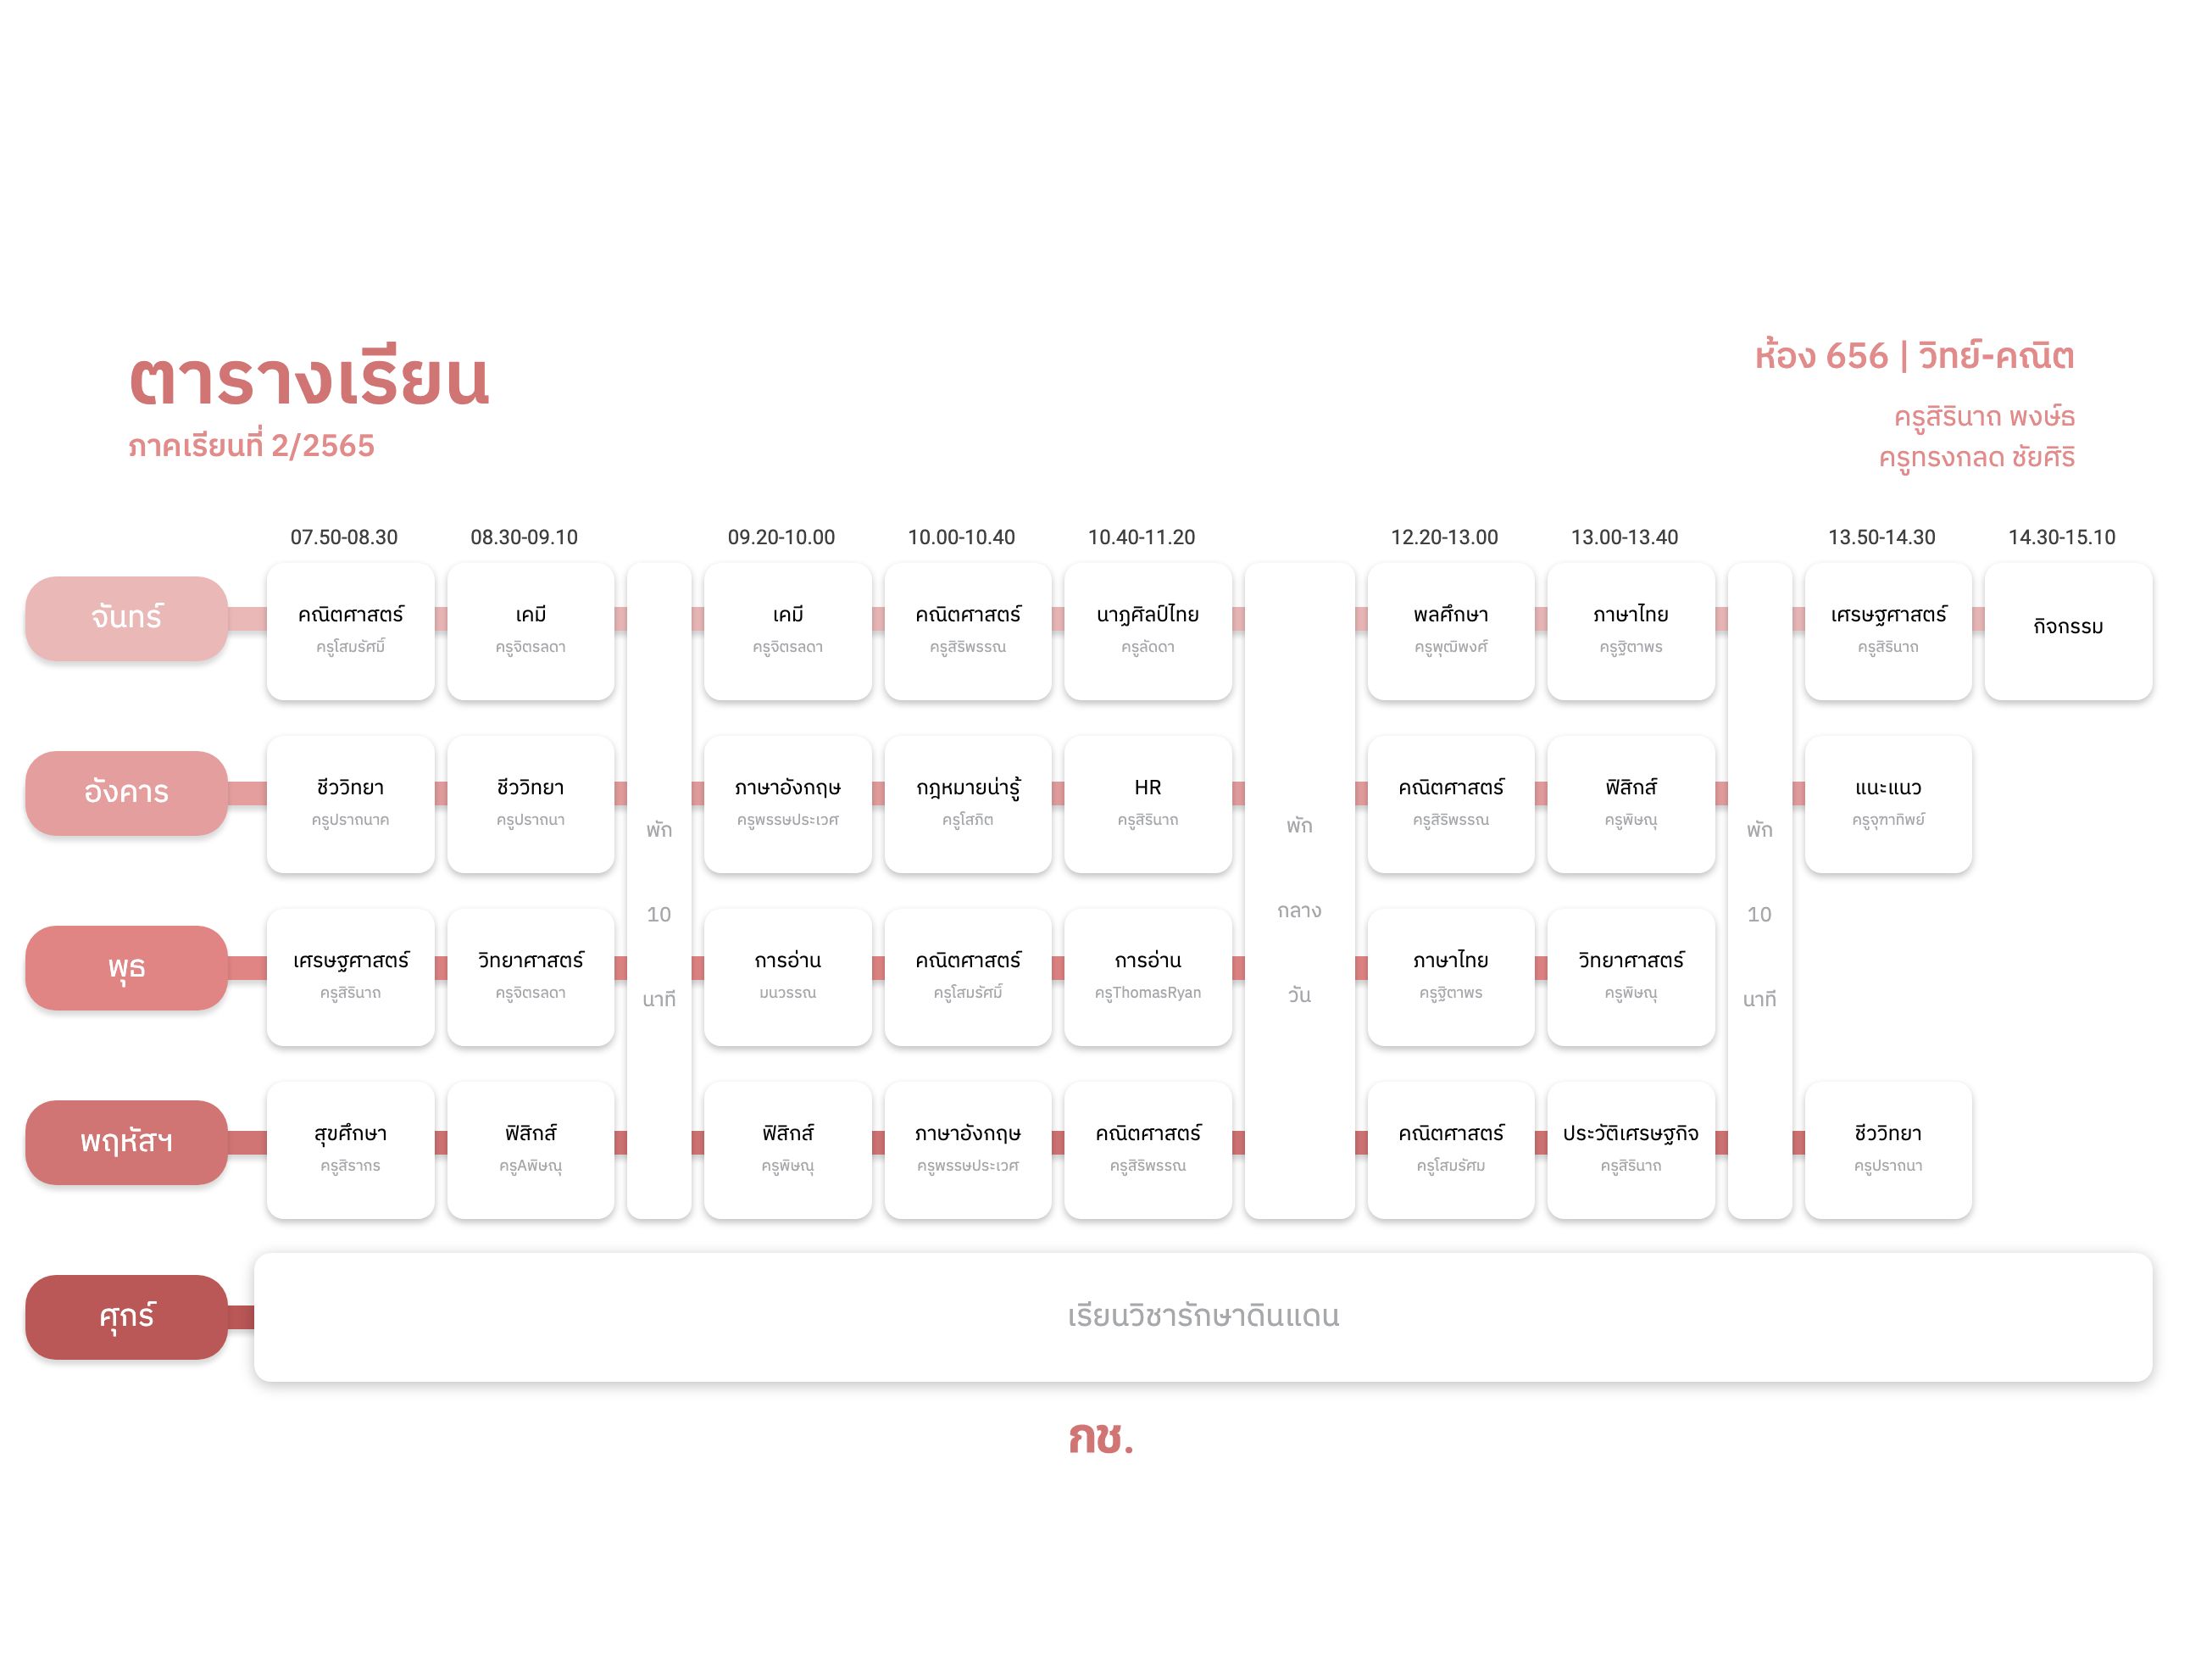 ตารางเรียน
ภาคเรียนที่ 2/2565
ห้อง 656 | วิทย์-คณิต
ครูสิรินาถ พงษ์ธ
ครูทรงกลด ชัยศิริ
07.50-08.30 08.30-09.10 09.20-10.00 10.00-10.40 10.40-11.20 12.20-13.00 13.00-13.40 13.50-14.30 14.30-15.10
จันทร์ คณิตศาสตร์ เคมี เคมี คณิตศาสตร์ นาฏศิลป์ไทย พลศึกษา ภาษาไทย เศรษฐศาสตร์ กิจกรรม
ครูโสมรัศมิ์ ครูจิตรลดา ครูจิตรลดา ครูสิริพรรณ ครูลัดดา ครูพุฒิพงศ์ ครูฐิตาพร ครูสิรินาถ
อังคาร ชีววิทยา ชีววิทยา ภาษาอังกฤษ กฎหมายน่ารู้ HR คณิตศาสตร์ ฟิสิกส์ แนะแนว
ครูปราถนาค ครูปราถนา ครูพรรษประเวศ ครูโสภิต ครูสิรินาถ ครูสิริพรรณ ครูพิษณุ ครูจุฑาทิพย์
พัก พัก พัก
10 กลาง 10
นาที วัน นาที
พุธ เศรษฐศาสตร์ วิทยาศาสตร์ การอ่าน คณิตศาสตร์ การอ่าน ภาษาไทย วิทยาศาสตร์
ครูสิรินาถ ครูจิตรลดา มนวรรณ ครูโสมรัศมิ์ ครูThomasRyan ครูฐิตาพร ครูพิษณุ
พฤหัสฯ สุขศึกษา ฟิสิกส์ ฟิสิกส์ ภาษาอังกฤษ คณิตศาสตร์ คณิตศาสตร์ ประวัติเศรษฐกิจ ชีววิทยา
ครูสิรากร ครูAพิษณุ ครูพิษณุ ครูพรรษประเวศ ครูสิริพรรณ ครูโสมรัศม ครูสิรินาถ ครูปราถนา
ศุกร์ เรียนวิชารักษาดินแดน
กช.